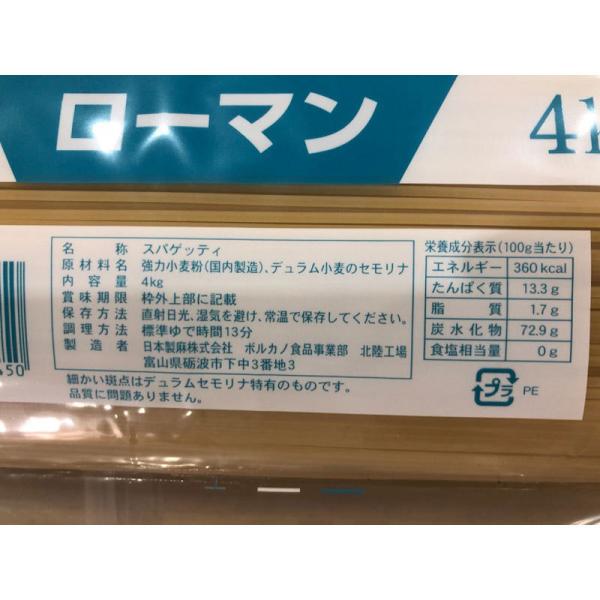 ローマン
4k
名称 スパゲッティ
原材料名 強力小麦粉(国内製造)、デュラム小麦のセモリナ
内容量 4kg
賞味期限 枠外上部に記載
保存方法 直射日光、湿気を避け、常温で保存してください。
調理方法 標準ゆで時間13分
製造者 日本製麻株式会社 ボルカノ食品事業部 北陸工場
富山県砺波市下中3番地3
細かい斑点はデュラムセモリナ特有のものです。
品質に問題ありません。
栄養成分表示(100g当たり)
エネルギー 360kcal
たんぱく質 13.3g
脂質 1.7g
炭水化物 72.9g
食塩相当量 0g
プラ PE
50